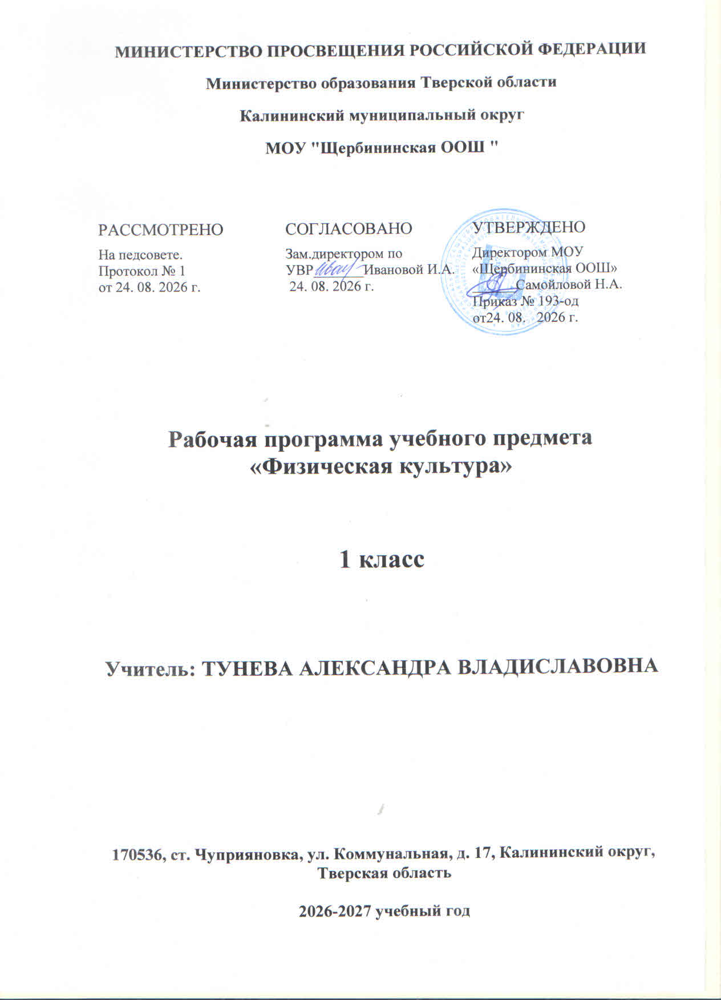 МИНИСТЕРСТВО ПРОСВЕЩЕНИЯ РОССИЙСКОЙ ФЕДЕРАЦИИ
Министерство образования Тверской области
Калининский муниципальный округ
МОУ "Щербининская ООШ "
РАССМОТРЕНО
На педсовете.
Протокол № 1
от 24. 08. 2026 г.
СОГЛАСОВАНО
Зам.директором по
УВР_______Ивановой И.А.
24. 08. 2026 г.
УТВЕРЖДЕНО
Директором МОУ
«Щербининская ООШ»
______Самойловой Н.А.
Приказ № 193-од
от24. 08. 2026 г.
Рабочая программа учебного предмета
«Физическая культура»
1 класс
Учитель: ТУНЕВА АЛЕКСАНДРА ВЛАДИСЛАВОВНА
170536, ст. Чуприяновка, ул. Коммунальная, д. 17, Калининский округ,
Тверская область
2026-2027 учебный год